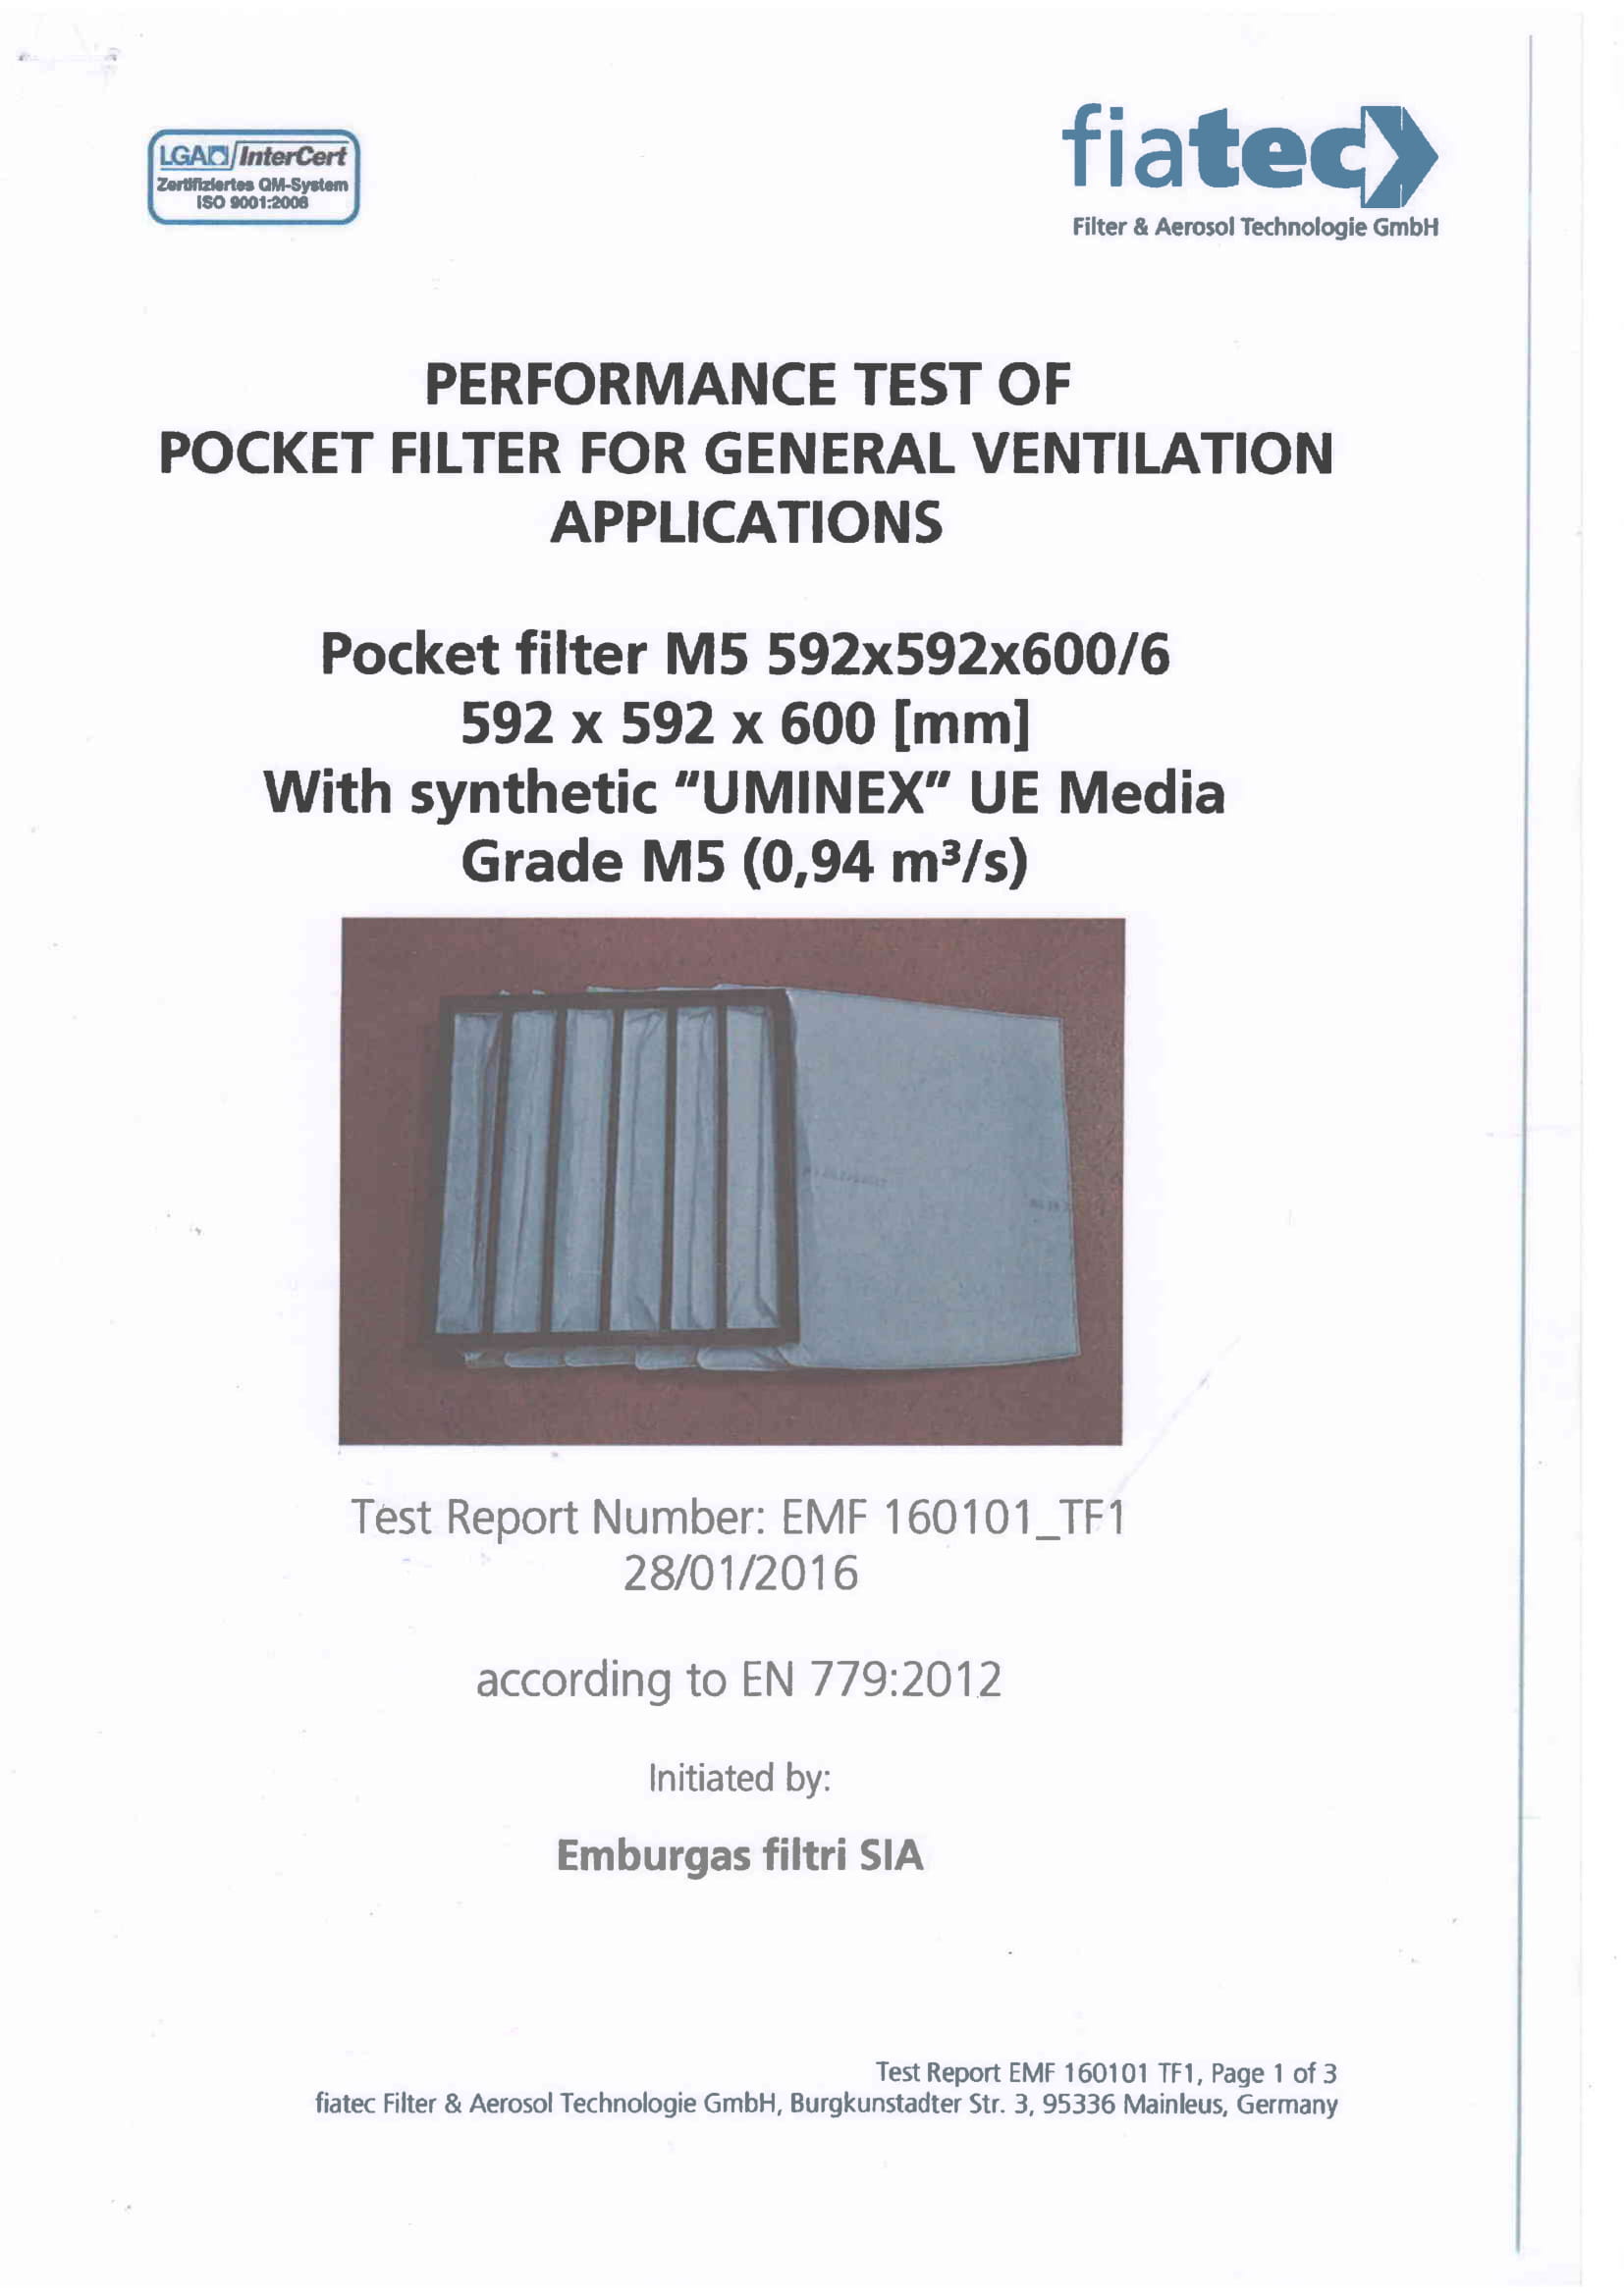 LGA InterCert
Zertifiziertes QM-System
ISO 9001:2008
fiatec
Filter & Aerosol Technologie GmbH
PERFORMANCE TEST OF
POCKET FILTER FOR GENERAL VENTILATION
APPLICATIONS
Pocket filter M5 592x592x600/6
592 x 592 x 600 [mm]
With synthetic "UMINEX" UE Media
Grade M5 (0,94 m³/s)
Test Report Number: EMF 160101_TF1
28/01/2016
according to EN 779:2012
Initiated by:
Emburgas filtri SIA
Test Report EMF 160101 TF1, Page 1 of 3
fiatec Filter & Aerosol Technologie GmbH, Burgkunstadter Str. 3, 95336 Mainleus, Germany